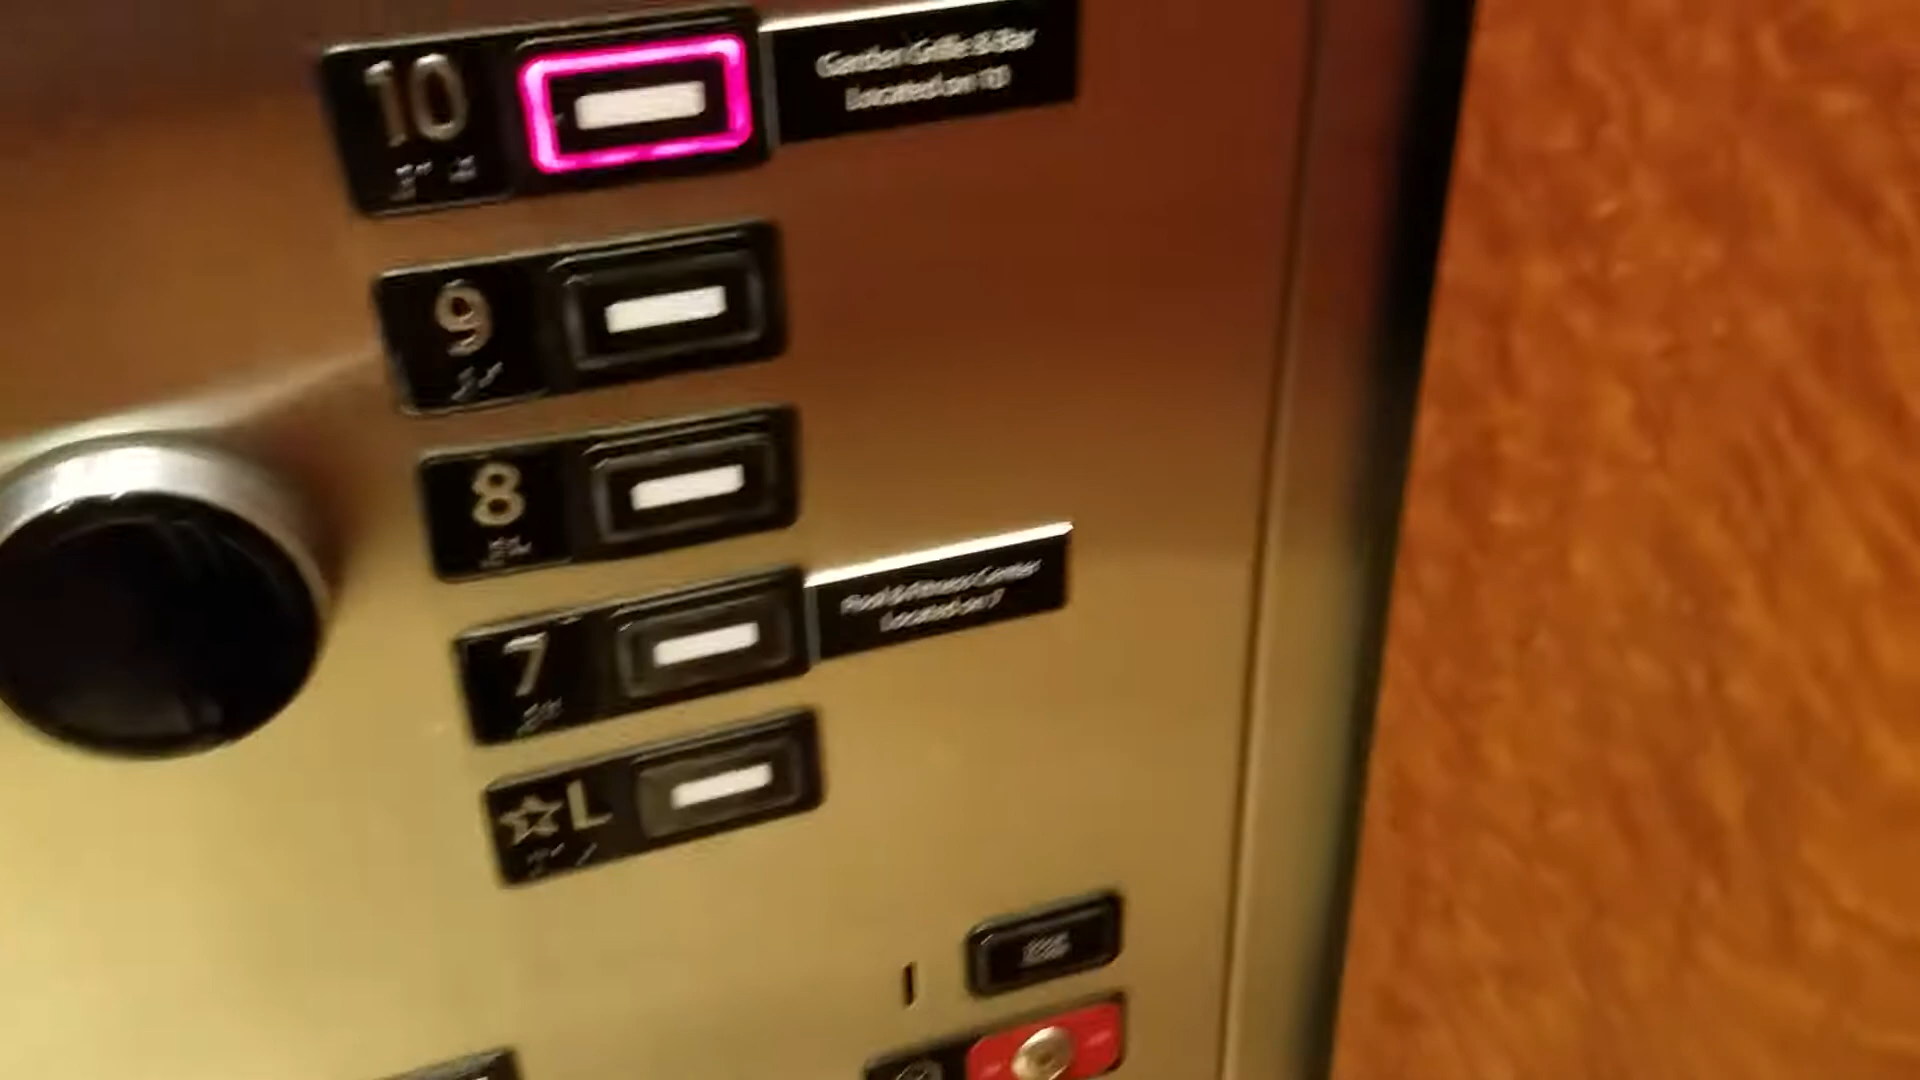 10
Garden Grille & Bar
Located on 10
9
8
7
Pool & Fitness Center
Located on 7
☆L